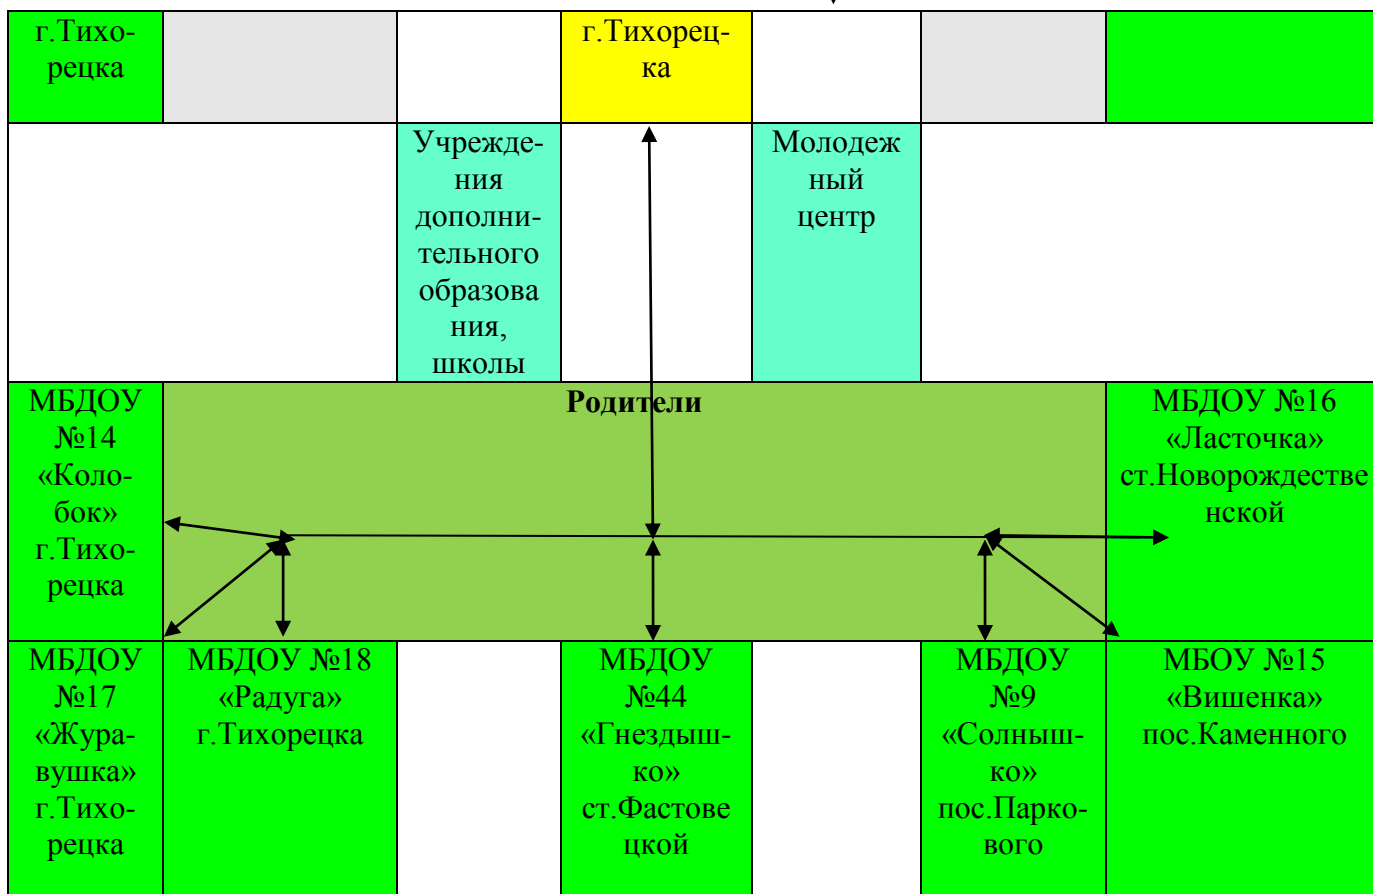 г.Тихо-
рецка
г.Тихорец-
ка
Учрежде-
ния
дополни-
тельного
образова
ния,
школы
Молодеж
ный
центр
МБДОУ
№14
«Коло-
бок»
г.Тихо-
рецка
Родители
МБДОУ №16
«Ласточка»
ст.Новорождестве
нской
МБДОУ
№17
«Жура-
вушка»
г.Тихо-
рецка
МБДОУ №18
«Радуга»
г.Тихорецка
МБДОУ
№44
«Гнездыш-
ко»
ст.Фастове
цкой
МБДОУ
№9
«Солныш-
ко»
пос.Парко-
вого
МБОУ №15
«Вишенка»
пос.Каменного